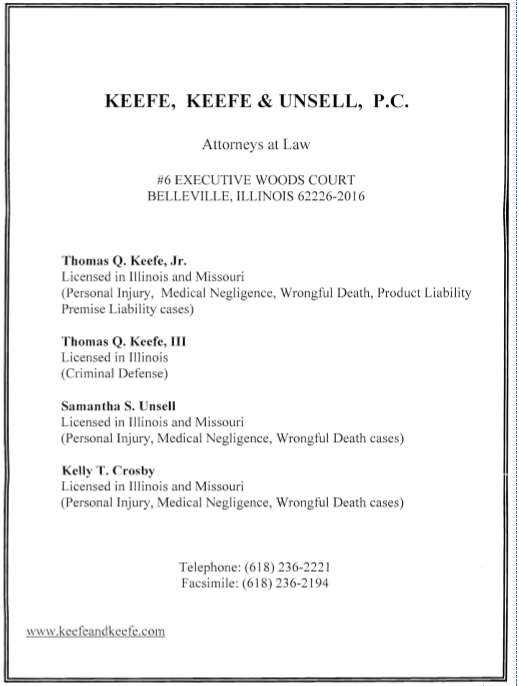 KEEFE, KEEFE & UNSELL, P.C.
Attorneys at Law
#6 EXECUTIVE WOODS COURT
BELLEVILLE, ILLINOIS 62226-2016
Thomas Q. Keefe, Jr.
Licensed in Illinois and Missouri
(Personal Injury, Medical Negligence, Wrongful Death, Product Liability
Premise Liability cases)
Thomas Q. Keefe, III
Licensed in Illinois
(Criminal Defense)
Samantha S. Unsell
Licensed in Illinois and Missouri
(Personal Injury, Medical Negligence, Wrongful Death cases)
Kelly T. Crosby
Licensed in Illinois and Missouri
(Personal Injury, Medical Negligence, Wrongful Death cases)
Telephone: (618) 236-2221
Facsimile: (618) 236-2194
www.keefeandkeefe.com